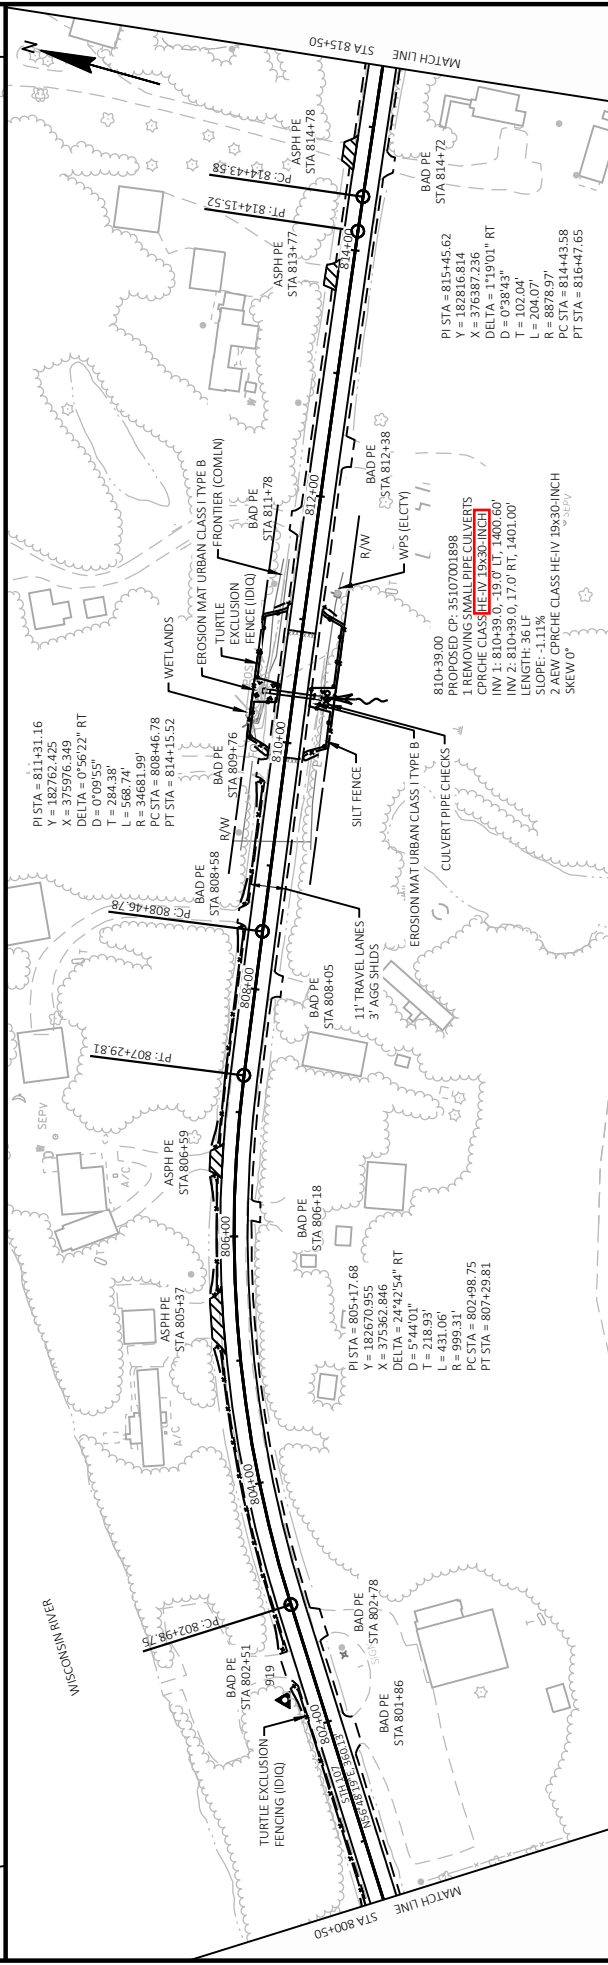 WISCONSIN RIVER
MATCH LINE
STA 800+50
TURTLE EXCLUSION
FENCING (IDIQ)
BAD PE
STA 802+51
919
PC: 802+98.75
802+00
STH 107
BAD PE
STA 801+86
BAD PE
STA 802+78
SIGN
804+00
ASPH PE
STA 805+37
A/C
806+00
PI STA = 805+17.68
Y = 182670.955
X = 375362.846
DELTA = 24°42'54" RT
D = 5°44'01"
T = 218.93'
L = 431.06'
R = 999.31'
PC STA = 802+98.75
PT STA = 807+29.81
BAD PE
STA 806+18
ASPH PE
STA 806+59
A/C
SEPV
PT: 807+29.81
808+00
BAD PE
STA 808+05
PC: 808+46.78
BAD PE
STA 808+58
11' TRAVEL LANES
3' AGG SHLDS
PI STA = 811+31.16
Y = 182762.425
X = 375976.349
DELTA = 0°56'22" RT
D = 0°09'55"
T = 284.38'
L = 568.74'
R = 34681.99'
PC STA = 808+46.78
PT STA = 814+15.52
R/W
BAD PE
STA 809+76
WETLANDS
EROSION MAT URBAN CLASS I TYPE B
TURTLE
EXCLUSION
FENCE (IDIQ)
FRONTIER (COMLN)
810+00
SILT FENCE
EROSION MAT URBAN CLASS I TYPE B
CULVERT PIPE CHECKS
BAD PE
STA 811+78
812+00
R/W
WPS (ELCTY)
BAD PE
STA 812+38
810+39.00
PROPOSED CP: 35107001898
1 REMOVING SMALL PIPE CULVERTS
CPRCHE CLASS HE-IV 19x30-INCH
INV 1: 810+39.0, -19.0' LT, 1400.60'
INV 2: 810+39.0, 17.0' RT, 1401.00'
LENGTH: 36 LF
SLOPE: -1.11%
2 AEW CPRCHE CLASS HE-IV 19x30-INCH
SKEW 0°
SEPV
ASPH PE
STA 813+77
PT: 814+15.52
PC: 814+43.58
814+00
ASPH PE
STA 814+78
BAD PE
STA 814+72
PI STA = 815+45.62
Y = 182816.814
X = 376387.236
DELTA = 1°19'01" RT
D = 0°38'43"
T = 102.04'
L = 204.07'
R = 8878.97'
PC STA = 814+43.58
PT STA = 816+47.65
MATCH LINE
STA 815+50
N